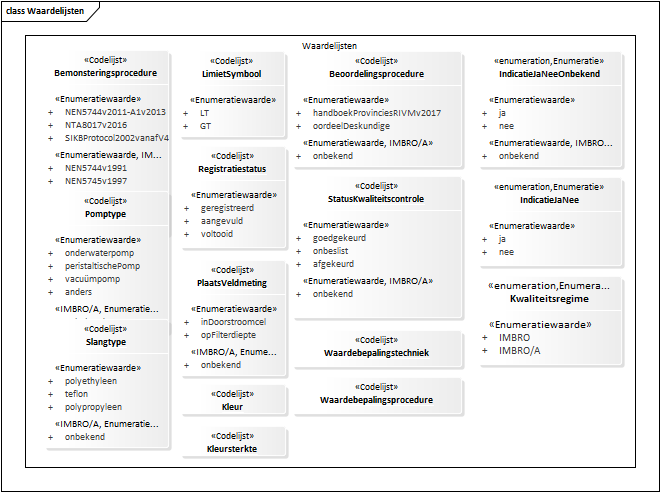 class Waardelijsten
Waardelijsten
«Codelijst»
Bemonsteringsprocedure
«Enumeratiewaarde»
+ NEN5744v2011-A1v2013
+ NTA8017v2016
+ SIKBProtocol2002vanafV4
«Enumeratiewaarde, IM...
+ NEN5744v1991
+ NEN5745v1997
«Codelijst»
Pomptype
«Enumeratiewaarde»
+ onderwaterpomp
+ peristaltischePomp
+ vacuümpomp
+ anders
«IMBRO/A, Enumeratie...
«Codelijst»
Slangtype
«Enumeratiewaarde»
+ polyethyleen
+ teflon
+ polypropyleen
«IMBRO/A, Enumeratie...
+ onbekend
«Codelijst»
LimietSymbool
«Enumeratiewaarde»
+ LT
+ GT
«Codelijst»
Registratiestatus
«Enumeratiewaarde»
+ geregistreerd
+ aangevuld
+ voltooid
«Codelijst»
PlaatsVeldmeting
«Enumeratiewaarde»
+ inDoorstroomcel
+ opFilterdiepte
«IMBRO/A, Enume...
+ onbekend
«Codelijst»
Kleur
«Codelijst»
Kleursterkte
«Codelijst»
Beoordelingsprocedure
«Enumeratiewaarde»
+ handboekProvinciesRIVMv2017
+ oordeelDeskundige
«Enumeratiewaarde, IMBRO/A»
+ onbekend
«Codelijst»
StatusKwaliteitscontrole
«Enumeratiewaarde»
+ goedgekeurd
+ onbeslist
+ afgekeurd
«Enumeratiewaarde, IMBRO/A»
+ onbekend
«Codelijst»
Waardebepalingstechniek
«Codelijst»
Waardebepalingsprocedure
«enumeration,Enumeratie»
IndicatieJaNeeOnbekend
«Enumeratiewaarde»
+ ja
+ nee
«Enumeratiewaarde, IMBRO...
+ onbekend
«enumeration,Enumeratie»
IndicatieJaNee
«Enumeratiewaarde»
+ ja
+ nee
«enumeration,Enumera...
Kwaliteitsregime
«Enumeratiewaarde»
+ IMBRO
+ IMBRO/A